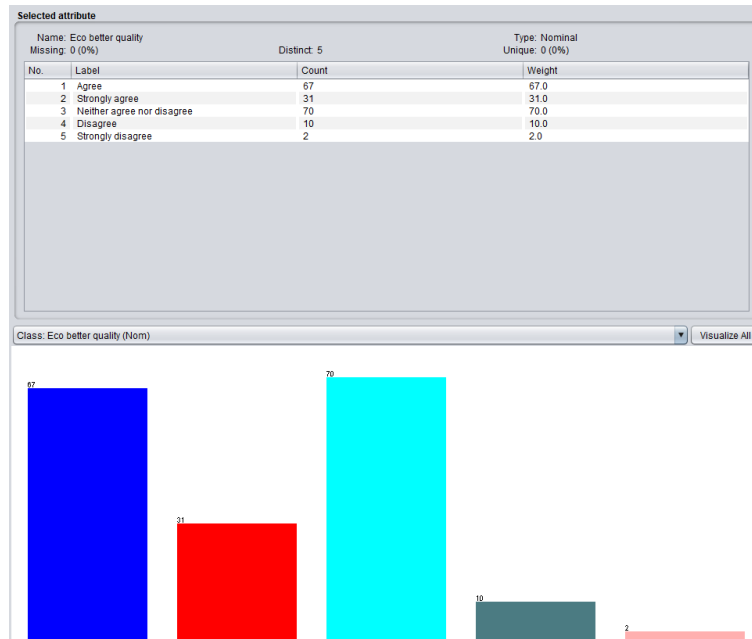 Selected attribute
Name: Eco better quality Type: Nominal
Missing: 0 (0%) Distinct: 5 Unique: 0 (0%)
No. Label Count Weight
1 Agree 67 67.0
2 Strongly agree 31 31.0
3 Neither agree nor disagree 70 70.0
4 Disagree 10 10.0
5 Strongly disagree 2 2.0
Class: Eco better quality (Nom) Visualize All
67
31
70
10
2